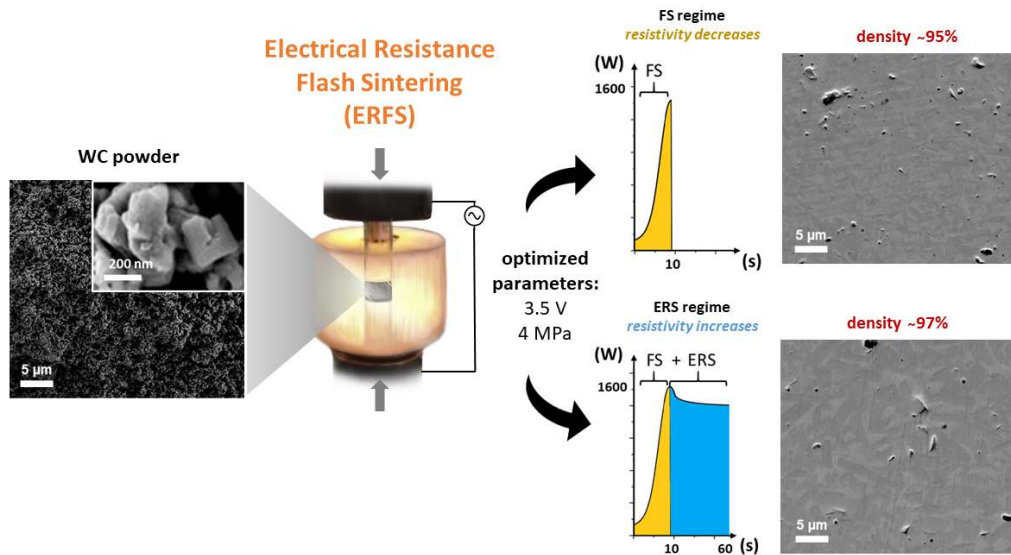 Electrical Resistance
Flash Sintering
(ERFS)
WC powder
200 nm
5 µm
optimized
parameters:
3.5 V
4 MPa
FS regime
resistivity decreases
(W)
FS
1600
10
(s)
density ~95%
5 µm
ERS regime
resistivity increases
(W)
FS + ERS
1600
10
60
(s)
density ~97%
5 µm